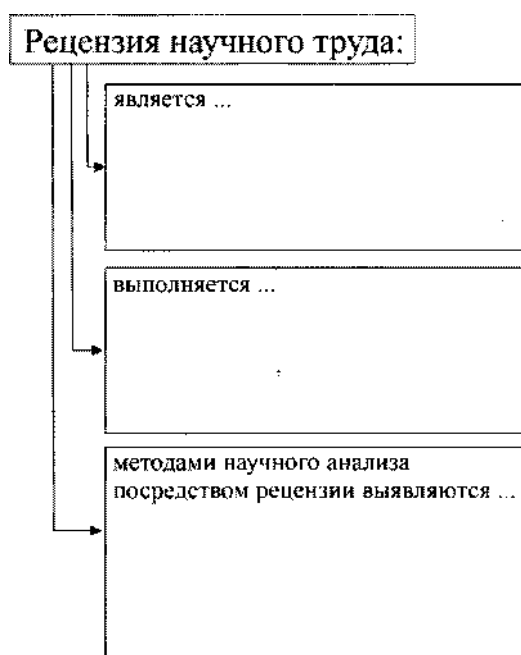 Рецензия научного труда:
является ...
выполняется ...
методами научного анализа
посредством рецензии выявляются ...